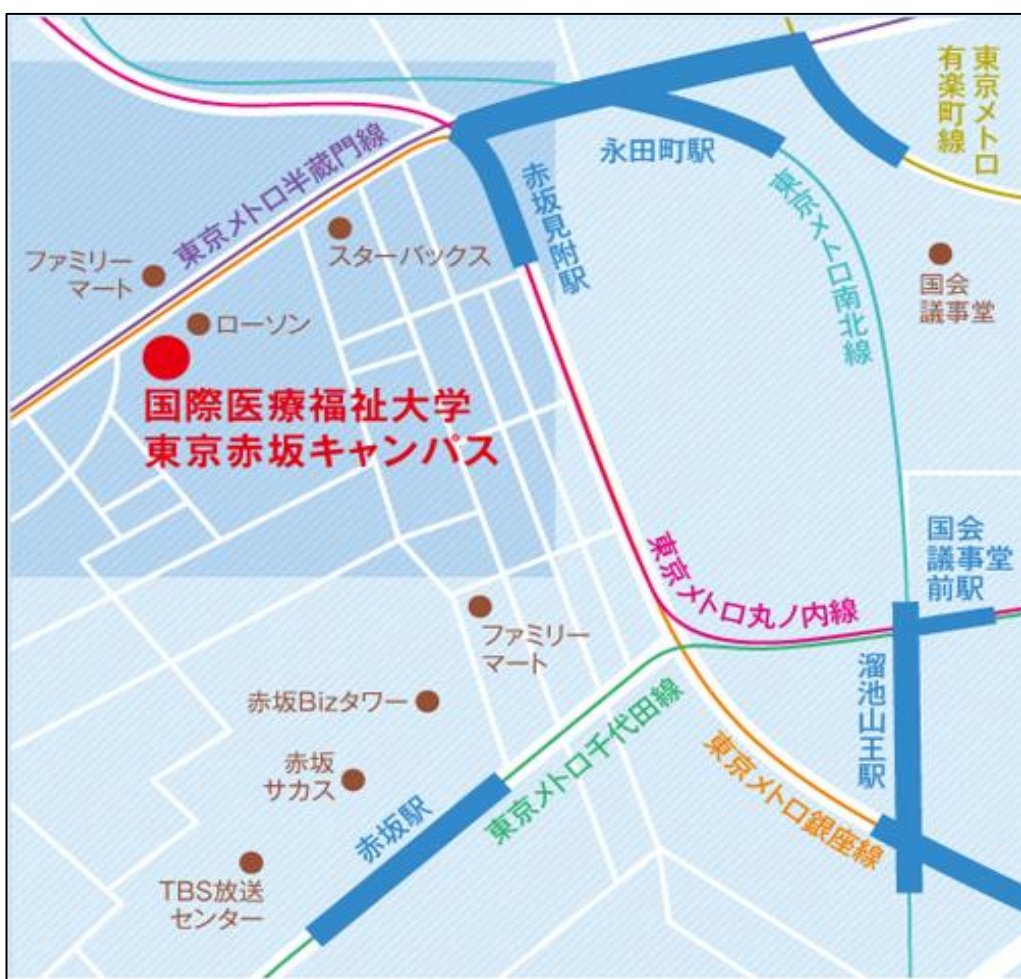 東京メトロ
有楽町線
永田町駅
東京メトロ半蔵門線
赤坂見附駅
東京メトロ南北線
スターバックス
ファミリー
マート
国会
議事堂
ローソン
国際医療福祉大学
東京赤坂キャンパス
国会
議事堂
前駅
東京メトロ丸ノ内線
ファミリー
マート
溜池山王駅
赤坂Bizタワー
東京メトロ千代田線
東京メトロ銀座線
赤坂
サカス
赤坂駅
TBS放送
センター